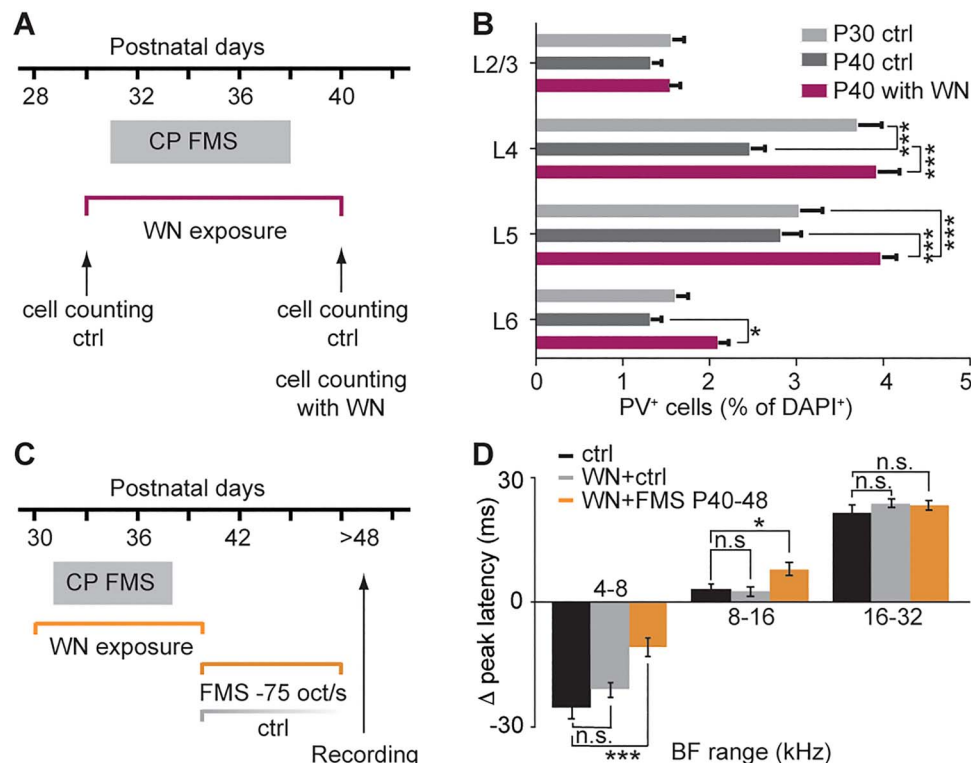 A
Postnatal days
28 32 36 40
CP FMS
WN exposure
cell counting
ctrl
cell counting
ctrl
cell counting
with WN
B
P30 ctrl
P40 ctrl
P40 with WN
L2/3
L4
***
***
L5
***
***
L6
*
0 1 2 3 4 5
PV⁺ cells (% of DAPI⁺)
C
Postnatal days
30 36 42 >48
CP FMS
WN exposure
FMS -75 oct/s
ctrl
Recording
D
ctrl
WN+ctrl
WN+FMS P40-48
Δ peak latency (ms)
30
0
-30
4-8
n.s.
***
n.s
*
8-16
n.s.
n.s.
16-32
BF range (kHz)